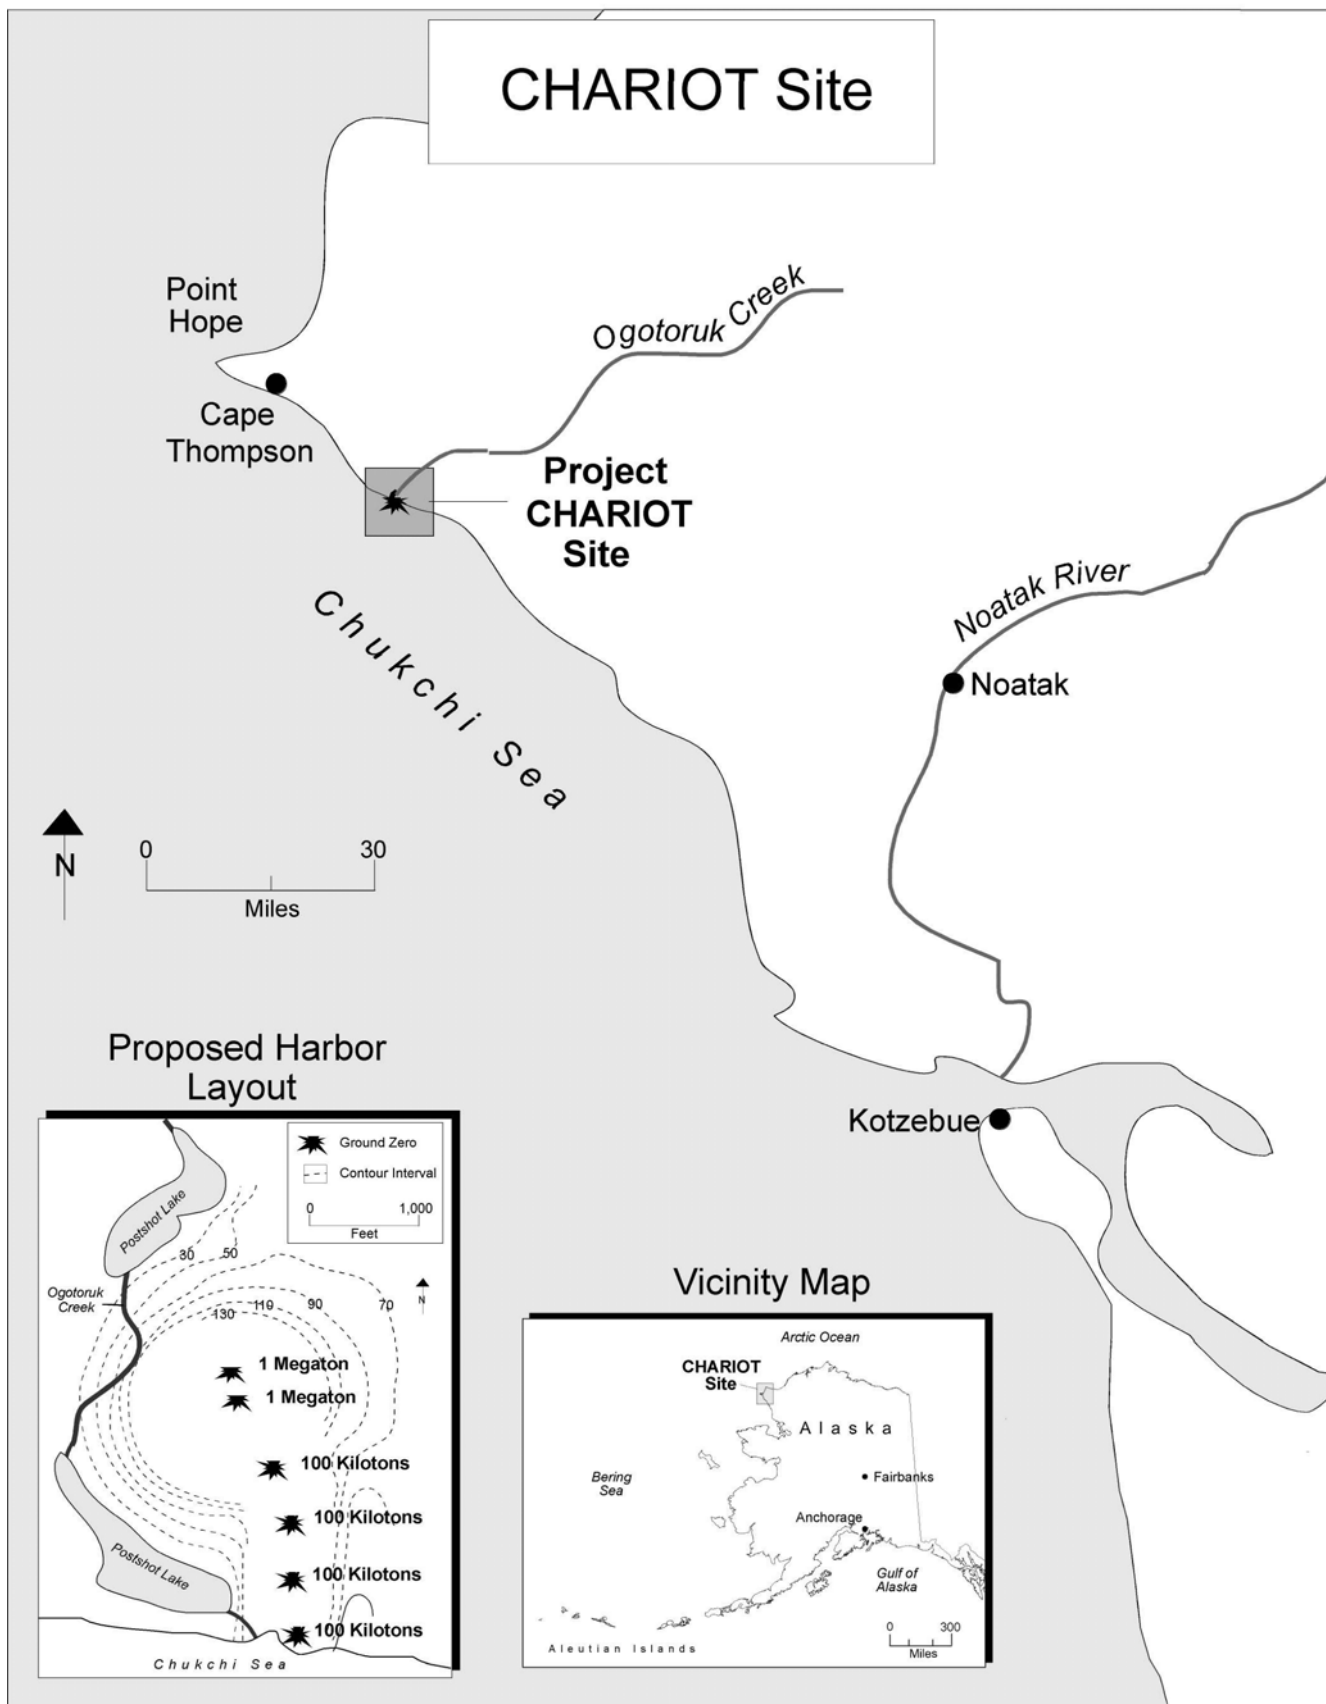 CHARIOT Site
Point
Hope
Ogotoruk Creek
Cape
Thompson
Project
CHARIOT
Site
Chukchi Sea
Noatak River
Noatak
N
0 30
Miles
Kotzebue
Proposed Harbor
Layout
Ground Zero
Contour Interval
0 1,000
Feet
N
Postshot Lake
30 50
Ogotoruk
Creek
130 110 90 70
1 Megaton
1 Megaton
100 Kilotons
100 Kilotons
100 Kilotons
100 Kilotons
Postshot Lake
Chukchi Sea
Vicinity Map
Arctic Ocean
CHARIOT
Site
Alaska
Bering
Sea
Fairbanks
Anchorage
Gulf of
Alaska
0 300
Miles
Aleutian Islands